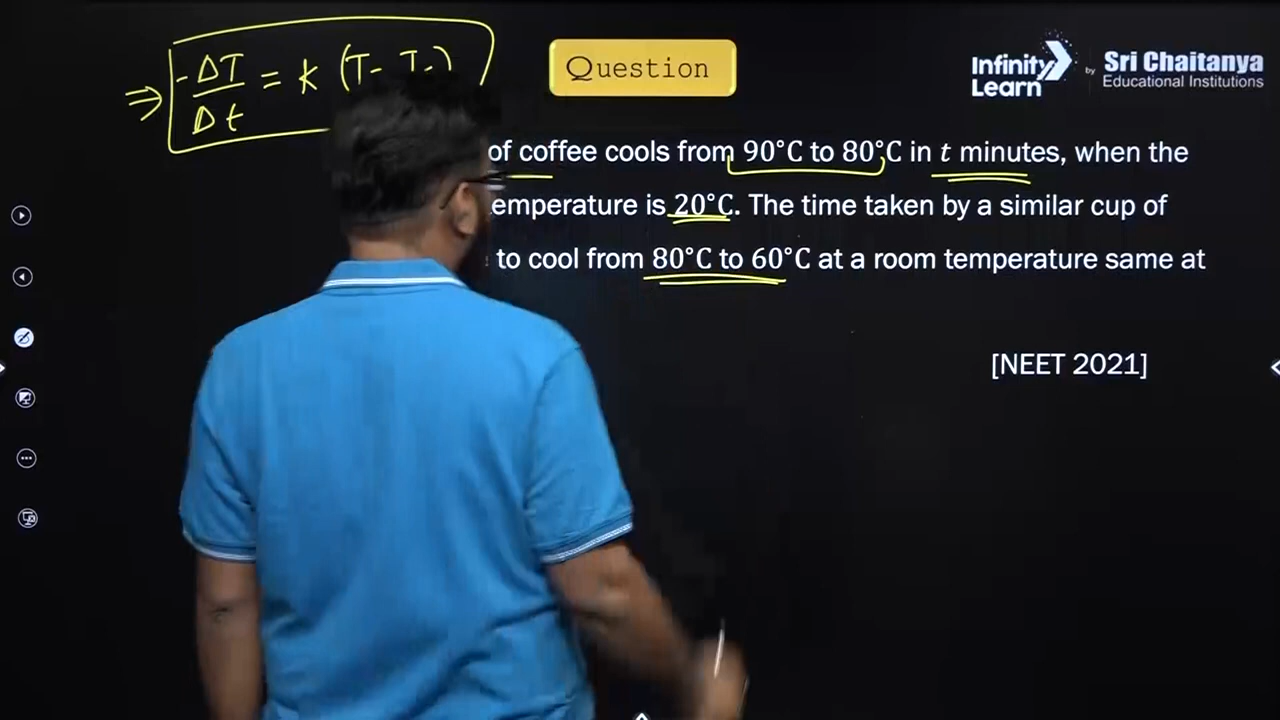 -ΔT
⇒ = K (T- T
Δt
Question
Infinity Learn by Sri Chaitanya
Educational Institutions
of coffee cools from 90°C to 80°C in t minutes, when the
emperature is 20°C. The time taken by a similar cup of
to cool from 80°C to 60°C at a room temperature same at
[NEET 2021]